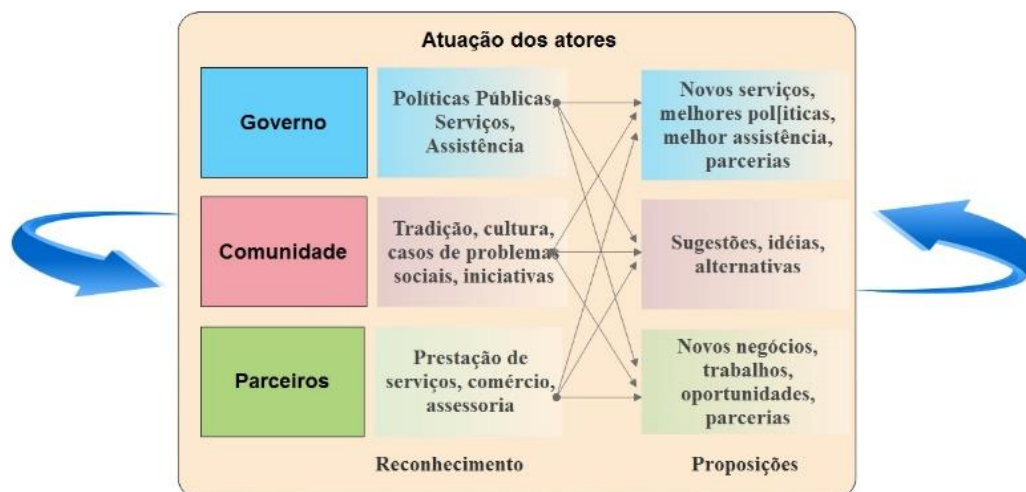 Atuação dos atores
Governo
Políticas Públicas,
Serviços,
Assistência
Novos serviços,
melhores pol[iticas,
melhor assistência,
parcerias
Comunidade
Tradição, cultura,
casos de problemas
sociais, iniciativas
Sugestões, idéias,
alternativas
Parceiros
Prestação de
serviços, comércio,
assessoria
Novos negócios,
trabalhos,
oportunidades,
parcerias
Reconhecimento
Proposições